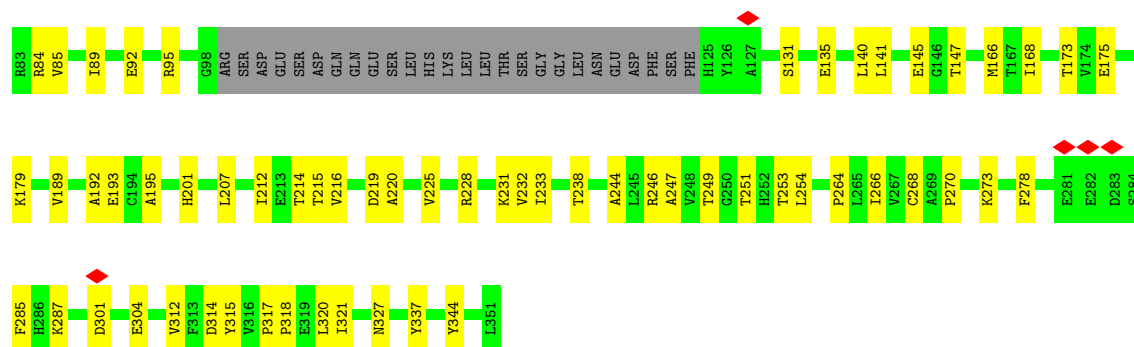 R83 R84 V85 I89 E92 R95 G98 ARG SER ASP GLU SER ASP GLN GLN GLU SER LEU HIS LYS LEU LEU THR SER GLY GLY LEU ASN GLU ASP PHE SER PHE H125 Y126 A127 S131 E135 L140 L141 E145 G146 T147 M166 T167 I168 T173 V174 E175
K179 V189 A192 E193 C194 A195 H201 L207 I212 E213 T214 T215 V216 D219 A220 V225 R228 K231 V232 I233 T238 A244 L245 R246 A247 V248 T249 G250 T251 H252 T253 L254 P264 L265 I266 V267 C268 A269 P270 K273 F278 E281 E282 D283 S284
F285 H286 K287 D301 E304 V312 F313 D314 Y315 V316 P317 P318 E319 L320 I321 N327 Y337 Y344 L351